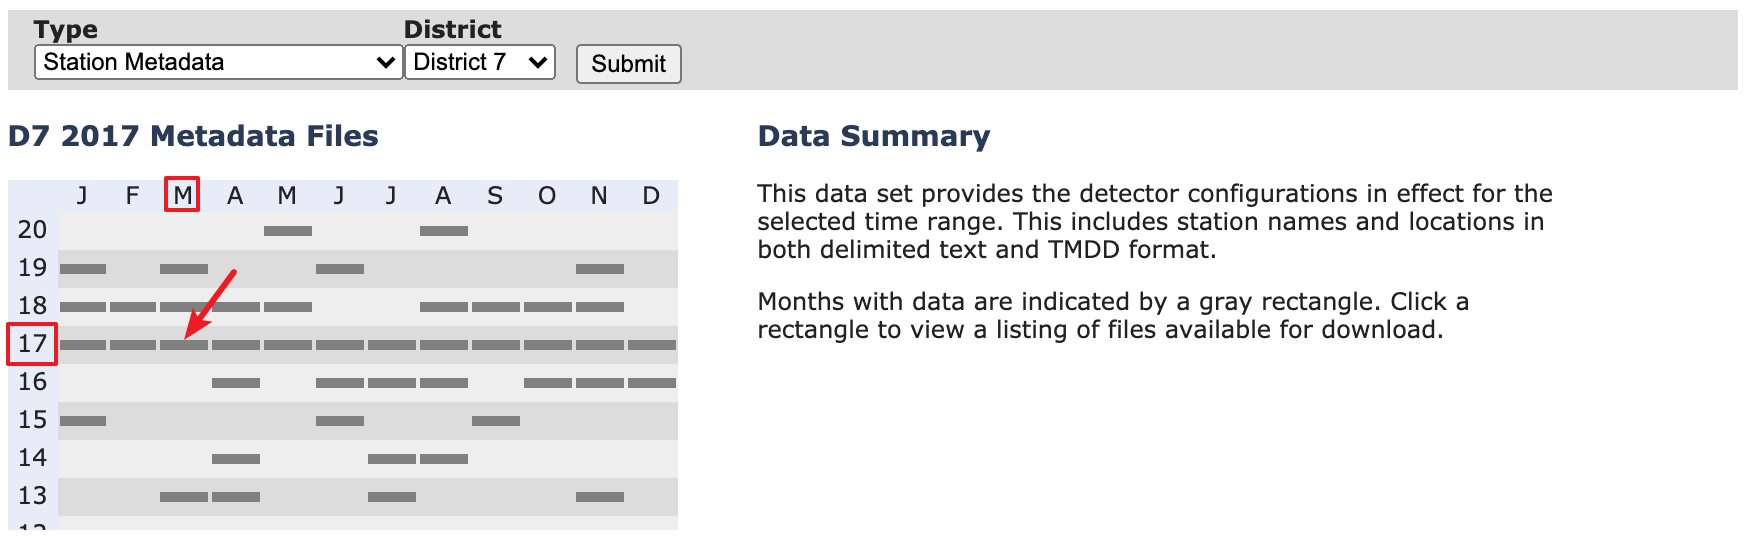 Type District
Station Metadata District 7 Submit
D7 2017 Metadata Files
J F M A M J J A S O N D
20
19
18
17
16
15
14
13
Data Summary
This data set provides the detector configurations in effect for the
selected time range. This includes station names and locations in
both delimited text and TMDD format.
Months with data are indicated by a gray rectangle. Click a
rectangle to view a listing of files available for download.